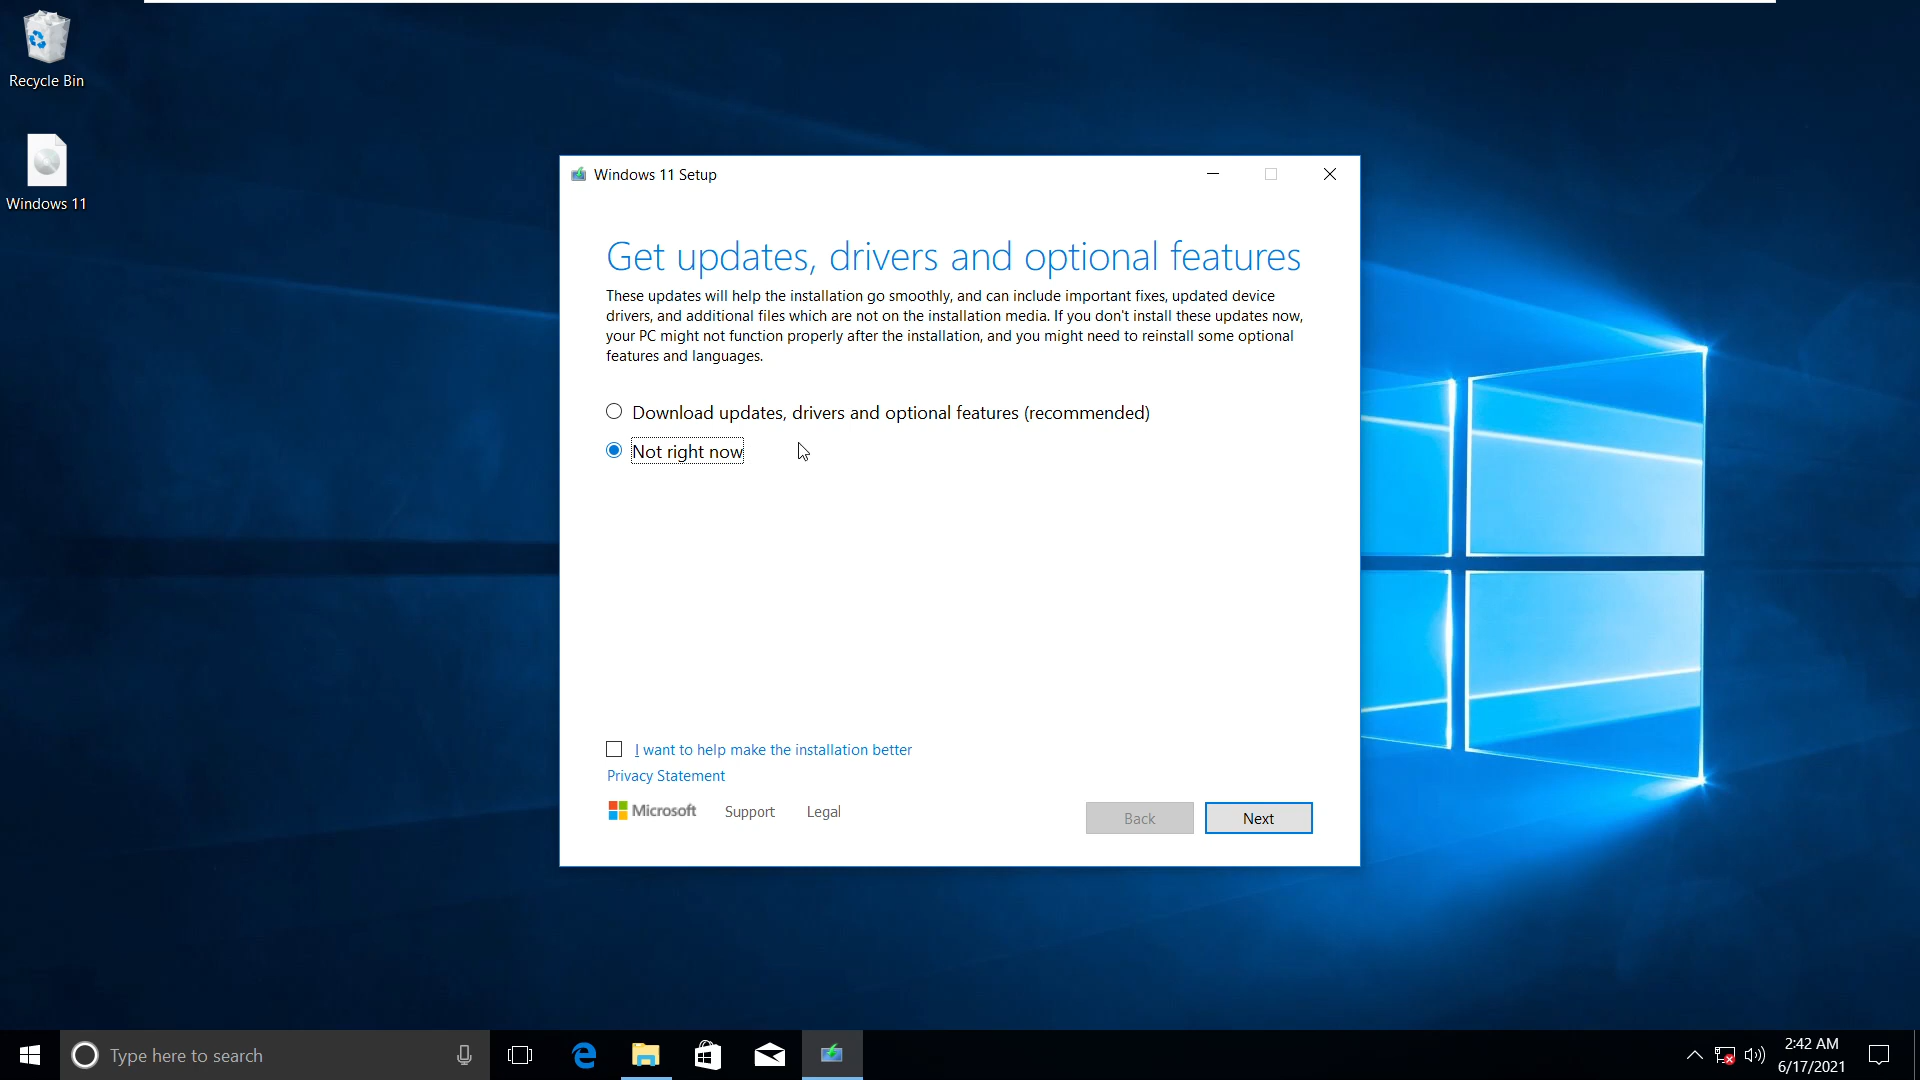 Recycle Bin
Windows 11
Windows 11 Setup
Get updates, drivers and optional features
These updates will help the installation go smoothly, and can include important fixes, updated device
drivers, and additional files which are not on the installation media. If you don't install these updates now,
your PC might not function properly after the installation, and you might need to reinstall some optional
features and languages.
Download updates, drivers and optional features (recommended)
Not right now
I want to help make the installation better
Privacy Statement
Microsoft Support Legal
Back Next
Type here to search
2:42 AM
6/17/2021